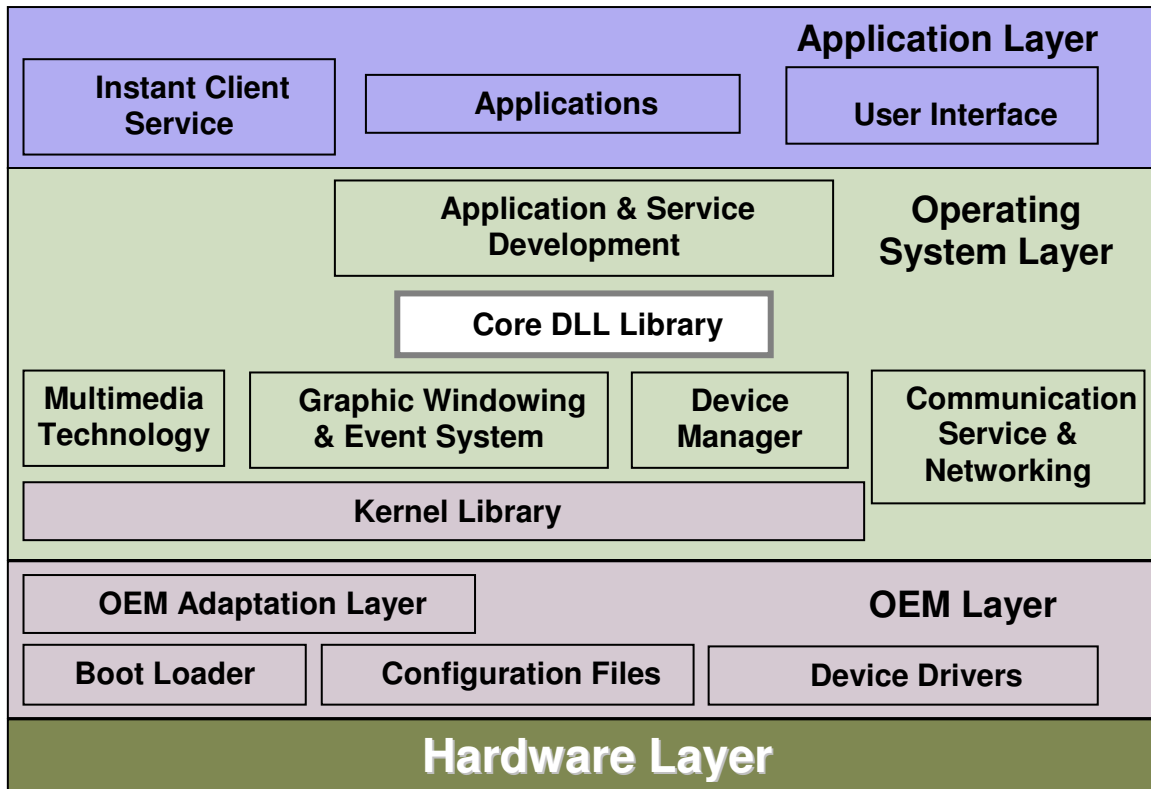 Application Layer
Instant Client
Service
Applications
User Interface
Application & Service
Development
Operating
System Layer
Core DLL Library
Multimedia
Technology
Graphic Windowing
& Event System
Device
Manager
Communication
Service &
Networking
Kernel Library
OEM Adaptation Layer
OEM Layer
Boot Loader
Configuration Files
Device Drivers
Hardware Layer